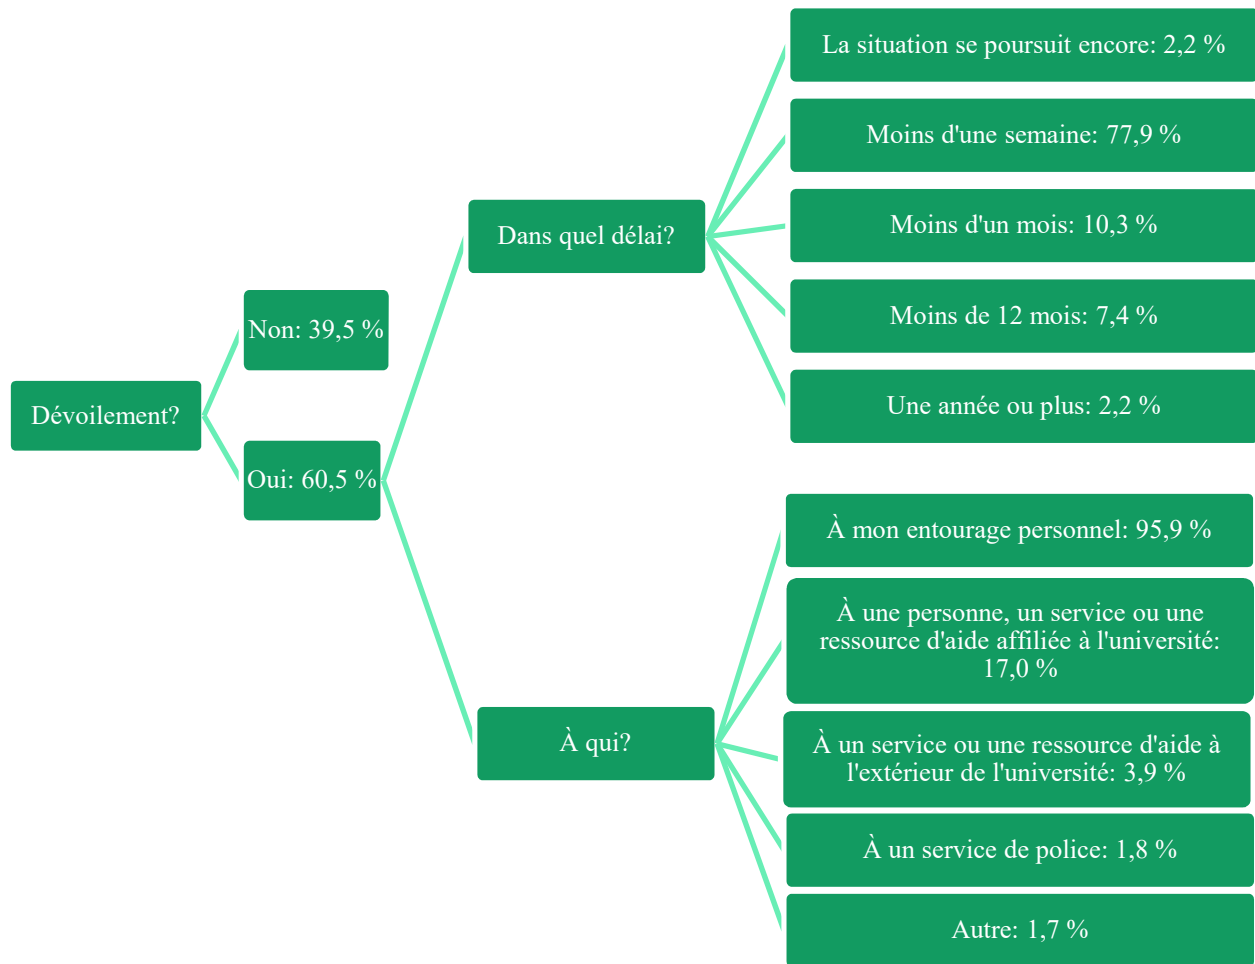 Dévoilement?
Non: 39,5 %
Oui: 60,5 %
Dans quel délai?
La situation se poursuit encore: 2,2 %
Moins d'une semaine: 77,9 %
Moins d'un mois: 10,3 %
Moins de 12 mois: 7,4 %
Une année ou plus: 2,2 %
À qui?
À mon entourage personnel: 95,9 %
À une personne, un service ou une
ressource d'aide affiliée à l'université:
17,0 %
À un service ou une ressource d'aide à
l'extérieur de l'université: 3,9 %
À un service de police: 1,8 %
Autre: 1,7 %